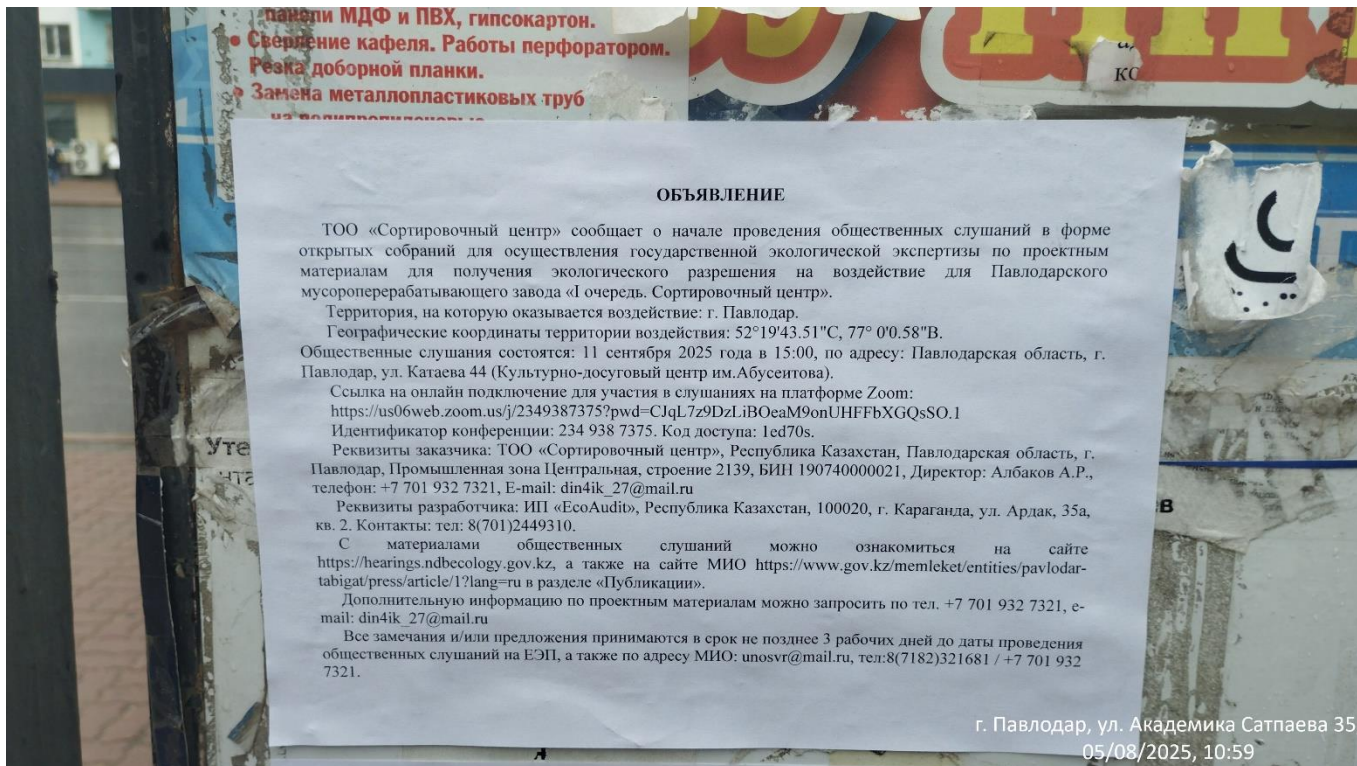 панели МДФ и ПВХ, гипсокартон.
• Сверление кафеля. Работы перфоратором.
Резка доборной планки.
• Замена металлопластиковых труб
ко
ОБЪЯВЛЕНИЕ
ТОО «Сортировочный центр» сообщает о начале проведения общественных слушаний в форме
открытых собраний для осуществления государственной экологической экспертизы по проектным
материалам для получения экологического разрешения на воздействие для Павлодарского
мусороперерабатывающего завода «I очередь. Сортировочный центр».
Территория, на которую оказывается воздействие: г. Павлодар.
Географические координаты территории воздействия: 52°19'43.51"С, 77° 0'0.58"В.
Общественные слушания состоятся: 11 сентября 2025 года в 15:00, по адресу: Павлодарская область, г.
Павлодар, ул. Катаева 44 (Культурно-досуговый центр им.Абусеитова).
Ссылка на онлайн подключение для участия в слушаниях на платформе Zoom:
https://us06web.zoom.us/j/2349387375?pwd=CJqL7z9DzLiBOeaM9onUHFFbXGQsSO.1
Идентификатор конференции: 234 938 7375. Код доступа: 1ed70s.
Реквизиты заказчика: ТОО «Сортировочный центр», Республика Казахстан, Павлодарская область, г.
Павлодар, Промышленная зона Центральная, строение 2139, БИН 190740000021, Директор: Албаков А.Р.,
телефон: +7 701 932 7321, E-mail: din4ik_27@mail.ru
Реквизиты разработчика: ИП «EcoAudit», Республика Казахстан, 100020, г. Караганда, ул. Ардак, 35а,
кв. 2. Контакты: тел: 8(701)2449310.
С материалами общественных слушаний можно ознакомиться на сайте
https://hearings.ndbecology.gov.kz, а также на сайте МИО https://www.gov.kz/memleket/entities/pavlodar-
tabigat/press/article/1?lang=ru в разделе «Публикации».
Дополнительную информацию по проектным материалам можно запросить по тел. +7 701 932 7321, e-
mail: din4ik_27@mail.ru
Все замечания и/или предложения принимаются в срок не позднее 3 рабочих дней до даты проведения
общественных слушаний на ЕЭП, а также по адресу МИО: unosvr@mail.ru, тел:8(7182)321681 / +7 701 932
7321.
Уте
в
г. Павлодар, ул. Академика Сатпаева 35
05/08/2025, 10:59